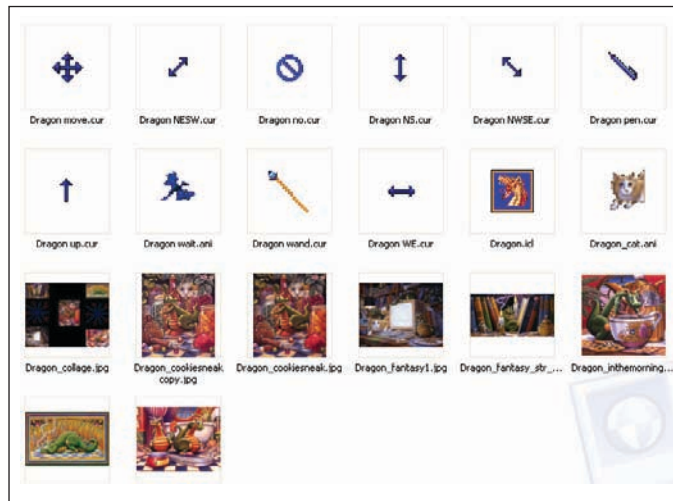 Dragon move.cur
Dragon NESW.cur
Dragon no.cur
Dragon NS.cur
Dragon NWSE.cur
Dragon pen.cur
Dragon up.cur
Dragon wait.ani
Dragon wand.cur
Dragon WE.cur
Dragon.icl
Dragon_cat.ani
Dragon_collage.jpg
Dragon_cookiesneak
copy.jpg
Dragon_cookiesneak.jpg
Dragon_fantasy1.jpg
Dragon_fantasy_str_...
Dragon_inthemorning...